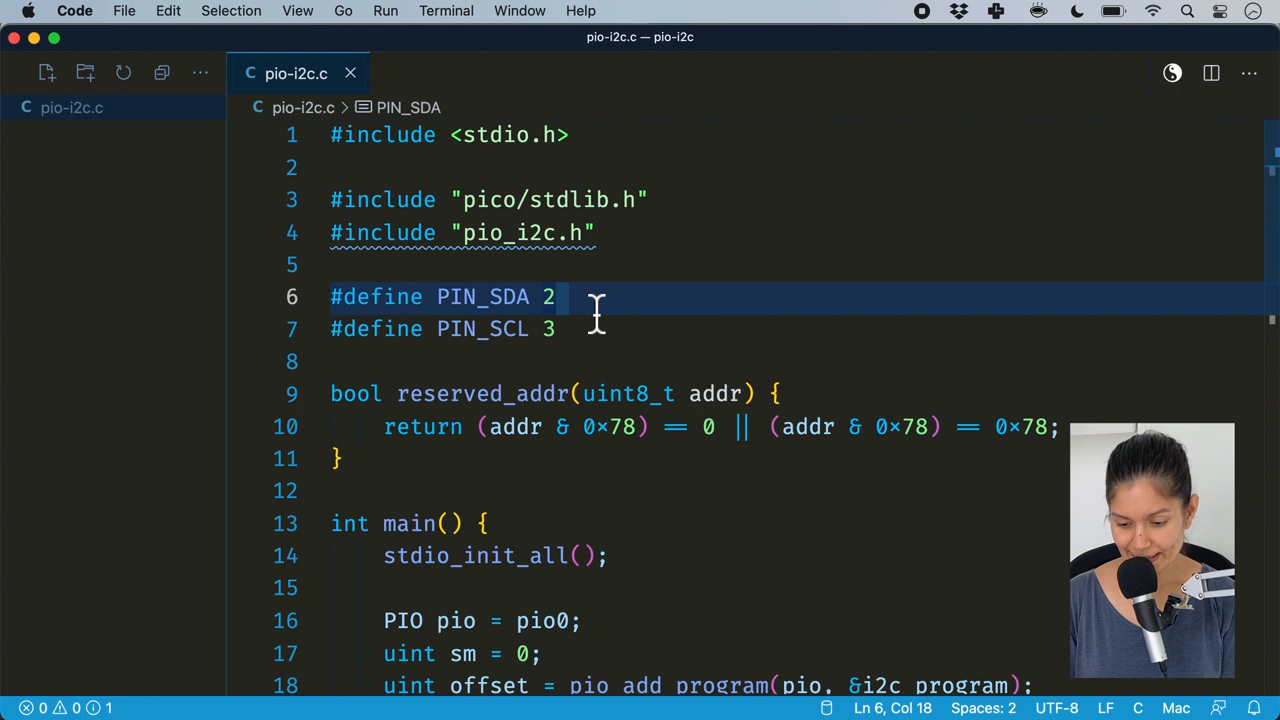 Code File Edit Selection View Go Run Terminal Window Help
pio-i2c.c — pio-i2c
C pio-i2c.c
C pio-i2c.c
C pio-i2c.c > PIN_SDA
1 #include <stdio.h>
2
3 #include "pico/stdlib.h"
4 #include "pio_i2c.h"
5
6 #define PIN_SDA 2
7 #define PIN_SCL 3
8
9 bool reserved_addr(uint8_t addr) {
10 return (addr & 0x78) == 0 || (addr & 0x78) == 0x78;
11 }
12
13 int main() {
14 stdio_init_all();
15
16 PIO pio = pio0;
17 uint sm = 0;
18 uint offset = pio_add_program(pio, &i2c_program);
0 0 1 Ln 6, Col 18 Spaces: 2 UTF-8 LF C Mac